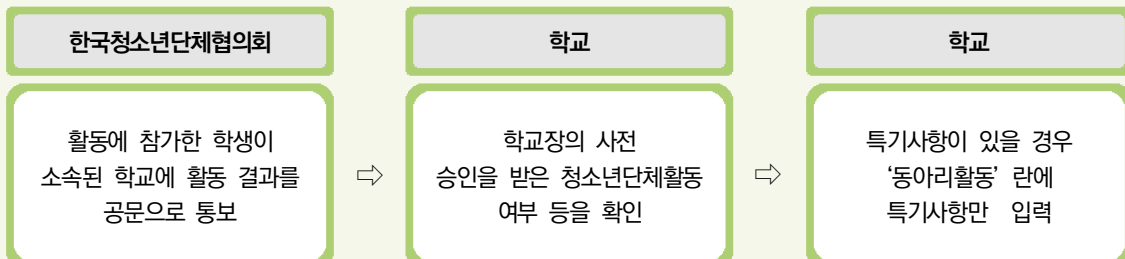 한국청소년단체협의회
활동에 참가한 학생이
소속된 학교에 활동 결과를
공문으로 통보
⇨
학교
학교장의 사전
승인을 받은 청소년단체활동
여부 등을 확인
⇨
학교
특기사항이 있을 경우
‘동아리활동’ 란에
특기사항만 입력